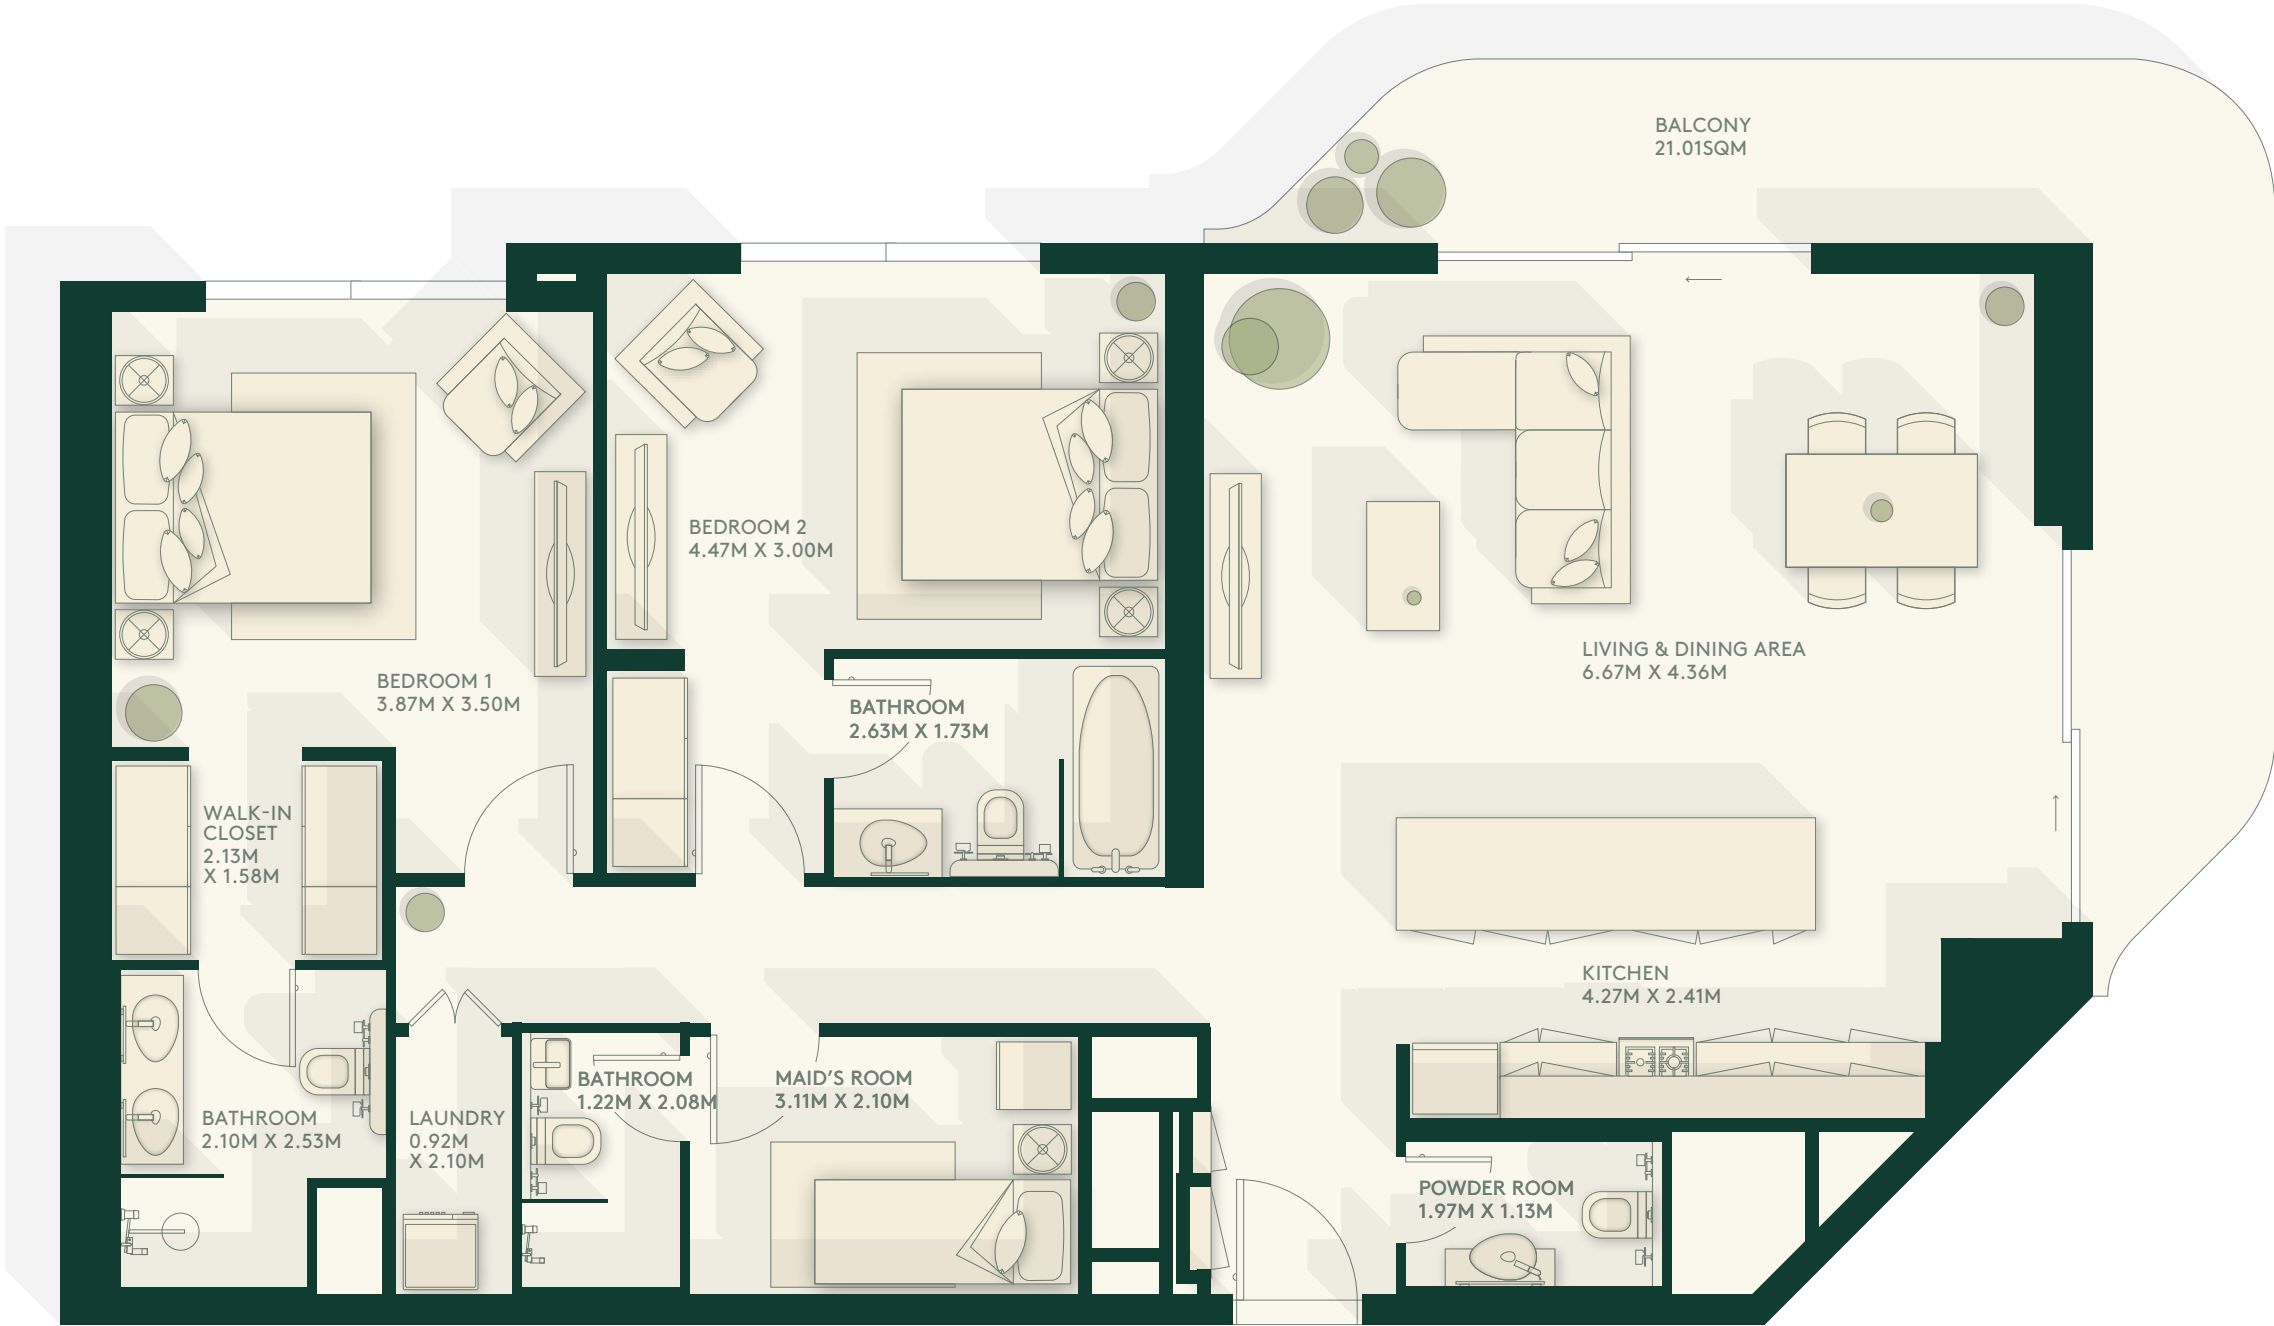 BALCONY
21.01SQM
BEDROOM 2
4.47M X 3.00M
LIVING & DINING AREA
6.67M X 4.36M
BEDROOM 1
3.87M X 3.50M
BATHROOM
2.63M X 1.73M
WALK-IN
CLOSET
2.13M
X 1.58M
KITCHEN
4.27M X 2.41M
BATHROOM
2.10M X 2.53M
LAUNDRY
0.92M
X 2.10M
BATHROOM
1.22M X 2.08M
MAID’S ROOM
3.11M X 2.10M
POWDER ROOM
1.97M X 1.13M